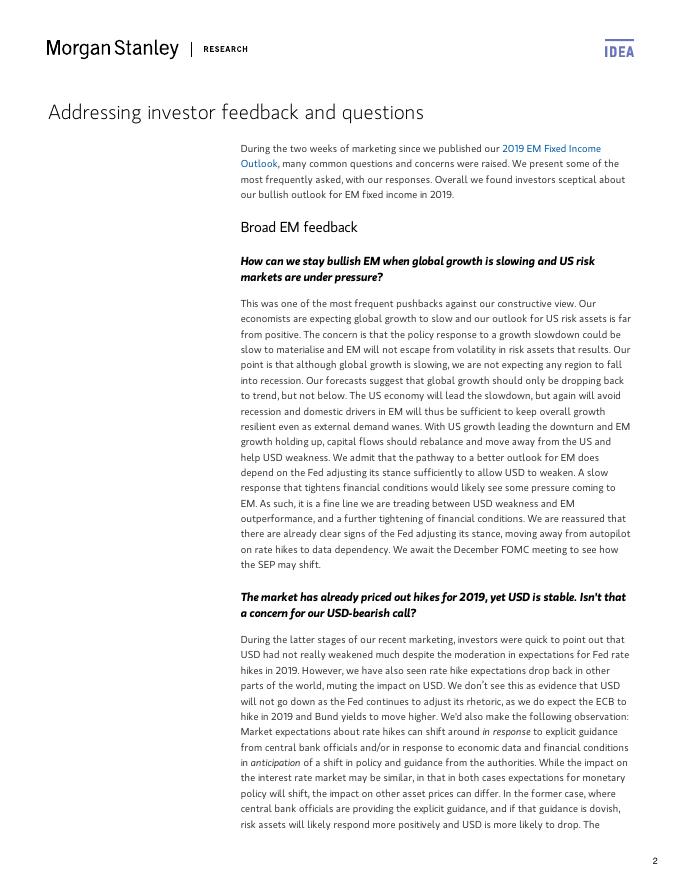 Morgan Stanley | RESEARCH
IDEA
Addressing investor feedback and questions
During the two weeks of marketing since we published our 2019 EM Fixed Income
Outlook, many common questions and concerns were raised. We present some of the
most frequently asked, with our responses. Overall we found investors sceptical about
our bullish outlook for EM fixed income in 2019.
Broad EM feedback
How can we stay bullish EM when global growth is slowing and US risk
markets are under pressure?
This was one of the most frequent pushbacks against our constructive view. Our
economists are expecting global growth to slow and our outlook for US risk assets is far
from positive. The concern is that the policy response to a growth slowdown could be
slow to materialise and EM will not escape from volatility in risk assets that results. Our
point is that although global growth is slowing, we are not expecting any region to fall
into recession. Our forecasts suggest that global growth should only be dropping back
to trend, but not below. The US economy will lead the slowdown, but again will avoid
recession and domestic drivers in EM will thus be sufficient to keep overall growth
resilient even as external demand wanes. With US growth leading the downturn and EM
growth holding up, capital flows should rebalance and move away from the US and
help USD weakness. We admit that the pathway to a better outlook for EM does
depend on the Fed adjusting its stance sufficiently to allow USD to weaken. A slow
response that tightens financial conditions would likely see some pressure coming to
EM. As such, it is a fine line we are treading between USD weakness and EM
outperformance, and a further tightening of financial conditions. We are reassured that
there are already clear signs of the Fed adjusting its stance, moving away from autopilot
on rate hikes to data dependency. We await the December FOMC meeting to see how
the SEP may shift.
The market has already priced out hikes for 2019, yet USD is stable. Isn't that
a concern for our USD-bearish call?
During the latter stages of our recent marketing, investors were quick to point out that
USD had not really weakened much despite the moderation in expectations for Fed rate
hikes in 2019. However, we have also seen rate hike expectations drop back in other
parts of the world, muting the impact on USD. We don't see this as evidence that USD
will not go down as the Fed continues to adjust its rhetoric, as we do expect the ECB to
hike in 2019 and Bund yields to move higher. We'd also make the following observation:
Market expectations about rate hikes can shift around in response to explicit guidance
from central bank officials and/or in response to economic data and financial conditions
in anticipation of a shift in policy and guidance from the authorities. While the impact on
the interest rate market may be similar, in that in both cases expectations for monetary
policy will shift, the impact on other asset prices can differ. In the former case, where
central bank officials are providing the explicit guidance, and if that guidance is dovish,
risk assets will likely respond more positively and USD is more likely to drop. The
2